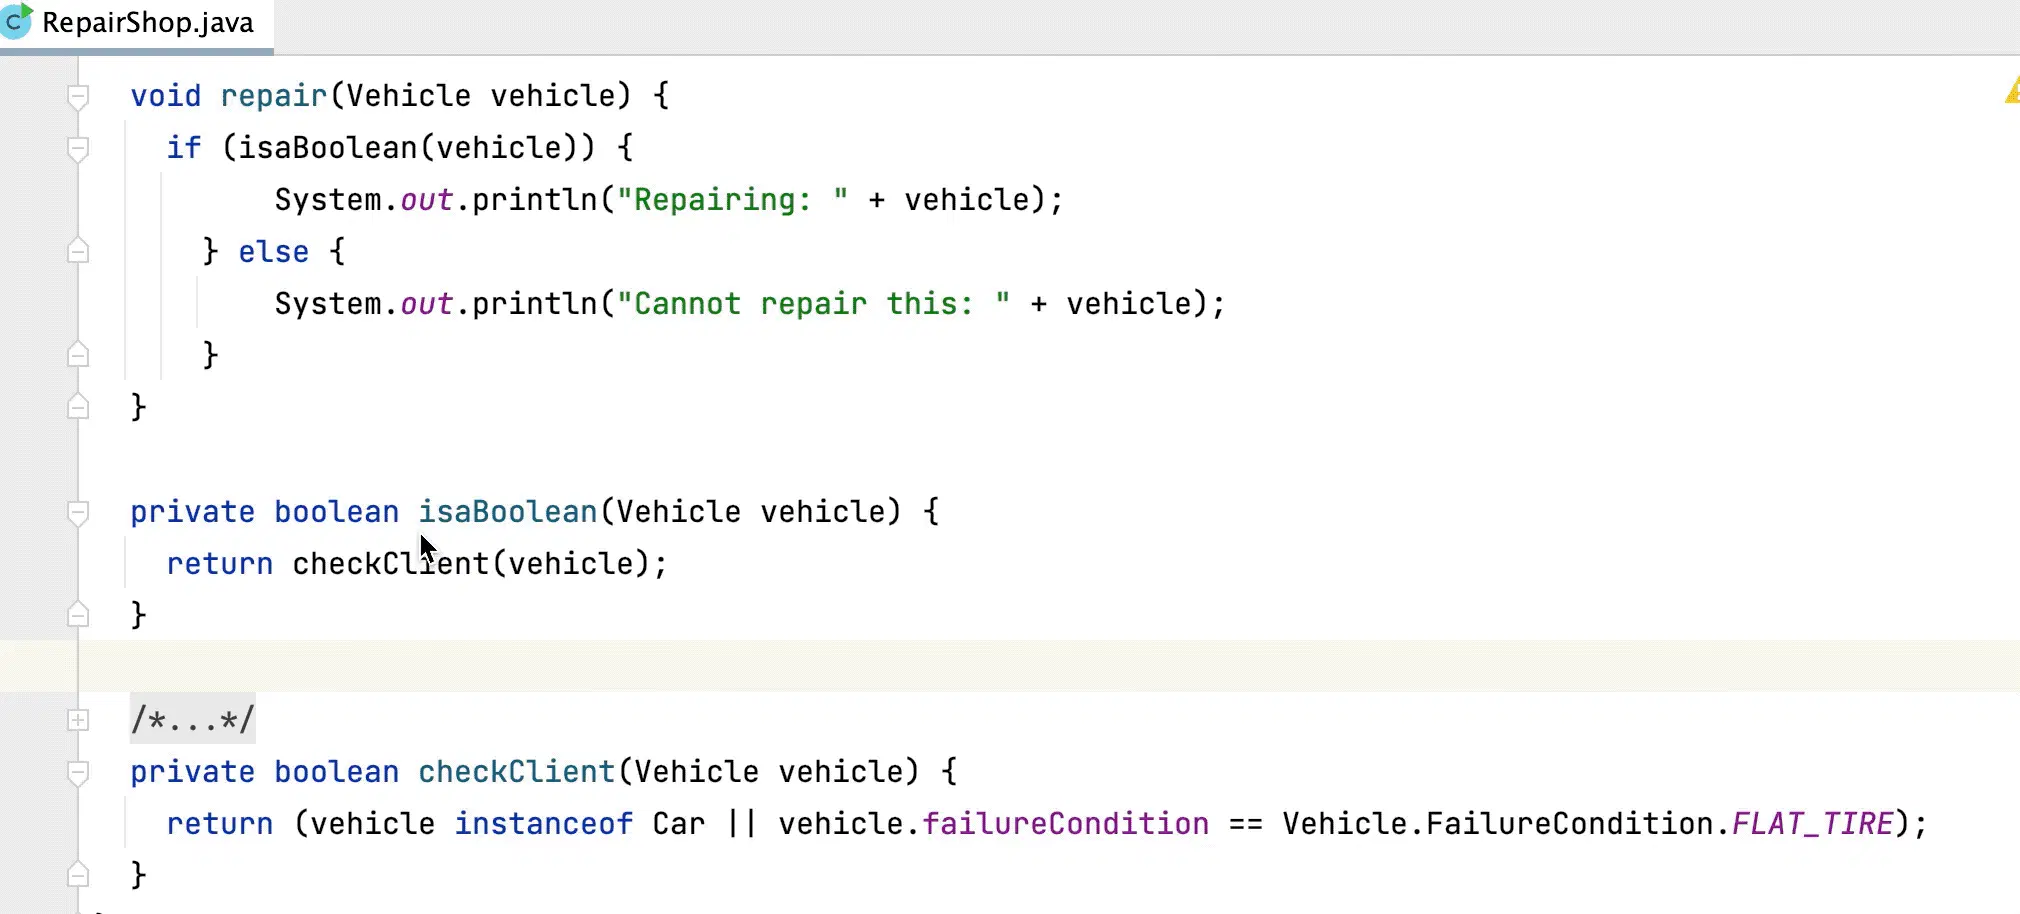 RepairShop.java
void repair(Vehicle vehicle) {
if (isaBoolean(vehicle)) {
System.out.println("Repairing: " + vehicle);
} else {
System.out.println("Cannot repair this: " + vehicle);
}
}
private boolean isaBoolean(Vehicle vehicle) {
return checkClient(vehicle);
}
/*...*/
private boolean checkClient(Vehicle vehicle) {
return (vehicle instanceof Car || vehicle.failureCondition == Vehicle.FailureCondition.FLAT_TIRE);
}